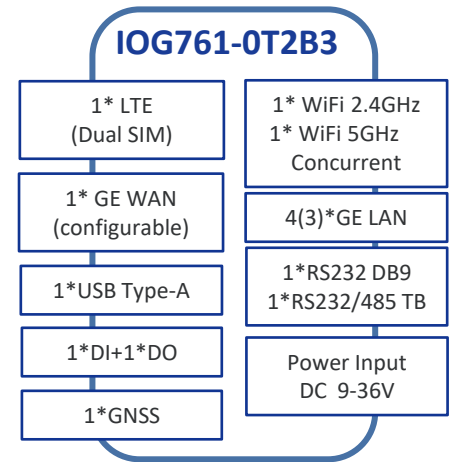 IOG761-0T2B3
1* LTE
(Dual SIM)
1* GE WAN
(configurable)
1*USB Type-A
1*DI+1*DO
1*GNSS
1* WiFi 2.4GHz
1* WiFi 5GHz
Concurrent
4(3)*GE LAN
1*RS232 DB9
1*RS232/485 TB
Power Input
DC 9-36V